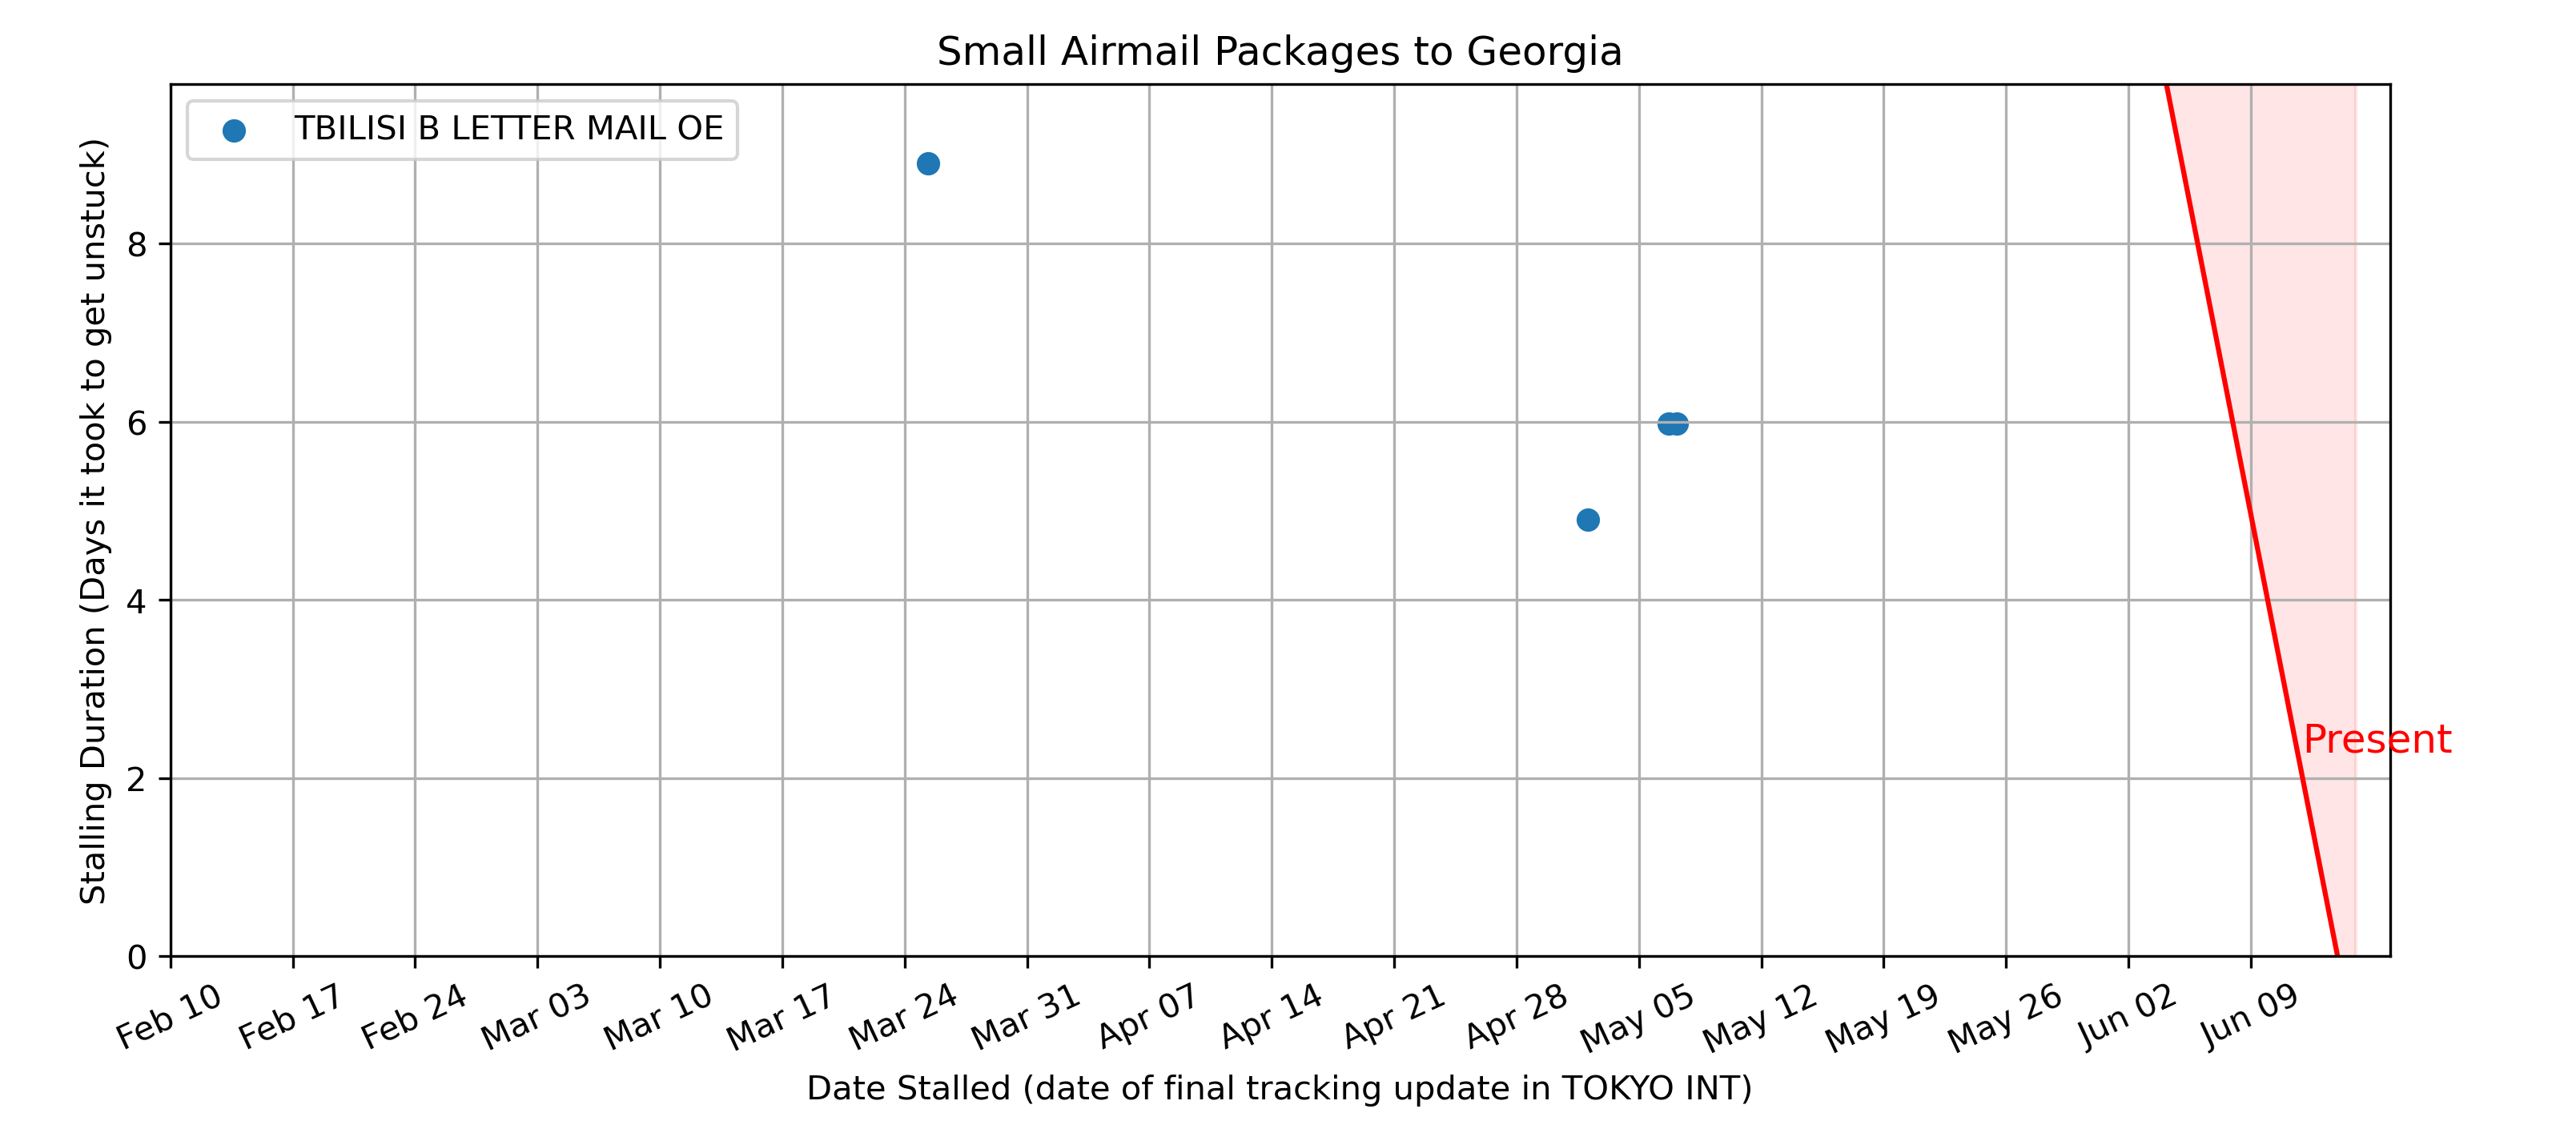 Small Airmail Packages to Georgia
TBILISI B LETTER MAIL OE
Stalling Duration (Days it took to get unstuck)
8
6
4
2
0
Present
Feb 10
Feb 17
Feb 24
Mar 03
Mar 10
Mar 17
Mar 24
Mar 31
Apr 07
Apr 14
Apr 21
Apr 28
May 05
May 12
May 19
May 26
Jun 02
Jun 09
Date Stalled (date of final tracking update in TOKYO INT)